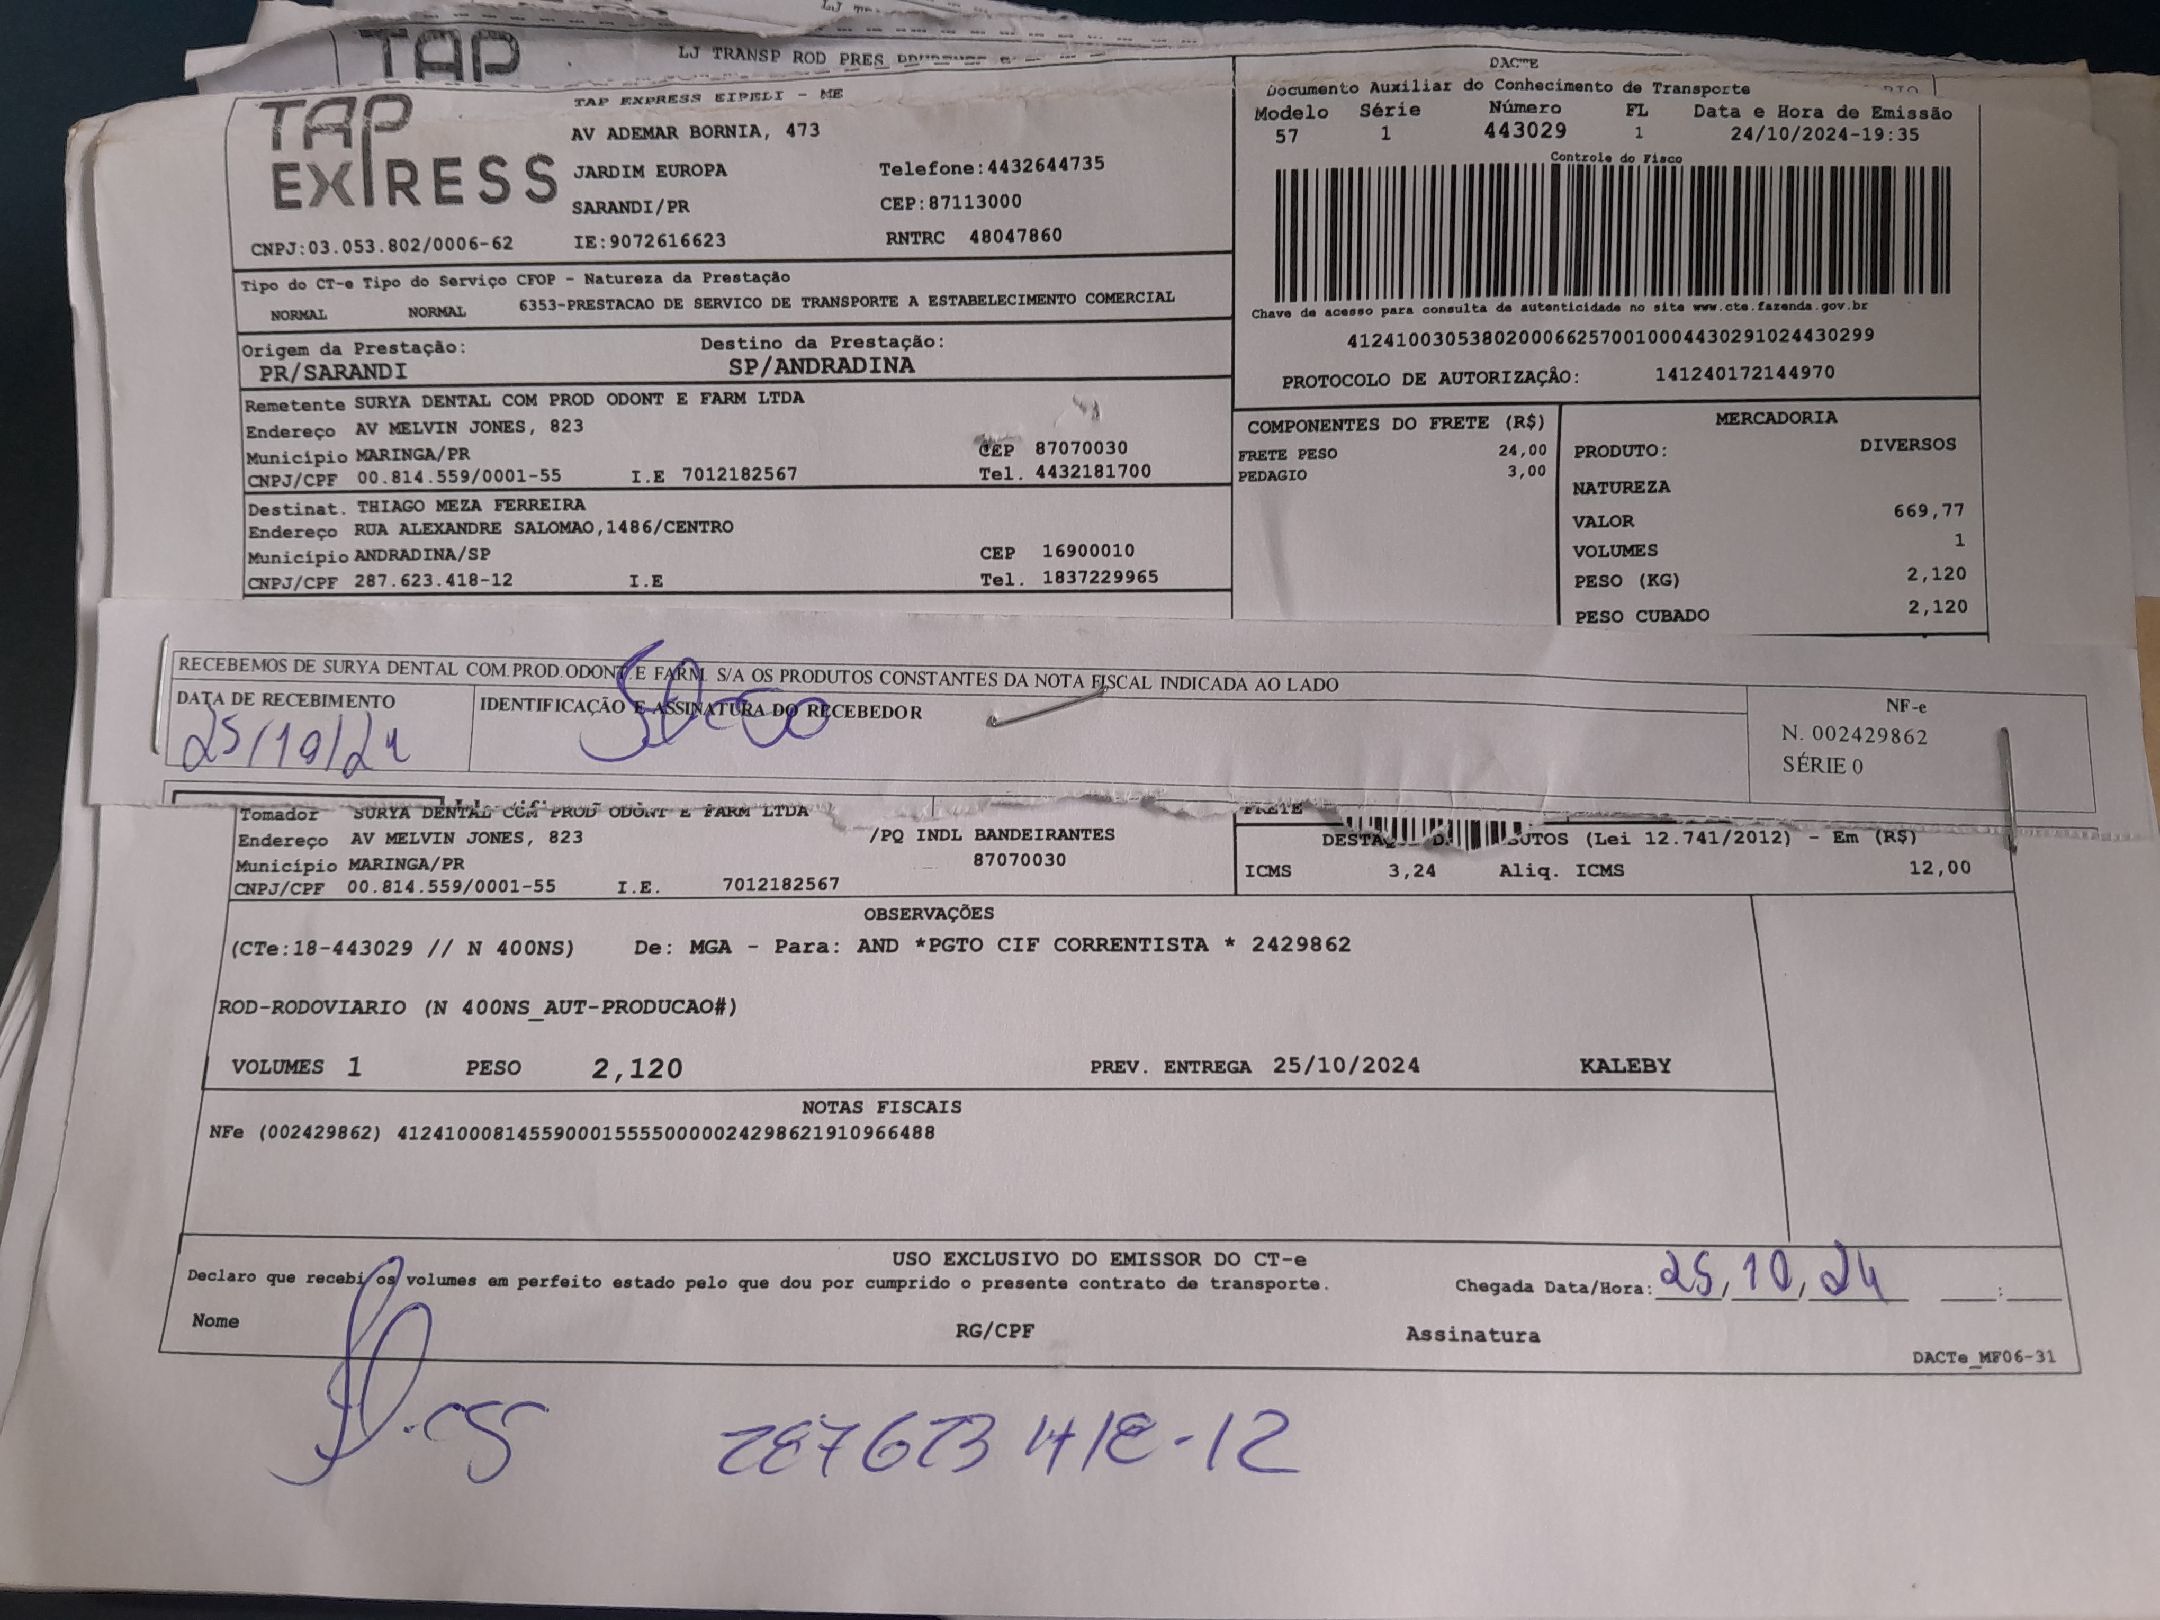 TAP
LJ TRANSP ROD PRES
TAP EXPRESS
TAP EXPRESS EIRELI - ME
AV ADEMAR BORNIA, 473
JARDIM EUROPA Telefone:4432644735
SARANDI/PR CEP:87113000
CNPJ:03.053.802/0006-62 IE:9072616623 RNTRC 48047860
DACTE
Documento Auxiliar do Conhecimento de Transporte
Modelo Série Número FL Data e Hora de Emissão
57 1 443029 1 24/10/2024-19:35
Controle do Fisco
Chave de acesso para consulta de autenticidade no site www.cte.fazenda.gov.br
41241003053802000662570010004430291024430299
PROTOCOLO DE AUTORIZAÇÂO: 141240172144970
Tipo do CT-e Tipo do Serviço CFOP - Natureza da Prestação
NORMAL NORMAL 6353-PRESTACAO DE SERVICO DE TRANSPORTE A ESTABELECIMENTO COMERCIAL
Origem da Prestação: Destino da Prestação:
PR/SARANDI SP/ANDRADINA
Remetente SURYA DENTAL COM PROD ODONT E FARM LTDA
Endereço AV MELVIN JONES, 823
Município MARINGA/PR CEP 87070030
CNPJ/CPF 00.814.559/0001-55 I.E 7012182567 Tel. 4432181700
Destinat. THIAGO MEZA FERREIRA
Endereço RUA ALEXANDRE SALOMAO,1486/CENTRO
Município ANDRADINA/SP CEP 16900010
CNPJ/CPF 287.623.418-12 I.E Tel. 1837229965
COMPONENTES DO FRETE (R$)
FRETE PESO 24,00
PEDAGIO 3,00
MERCADORIA
PRODUTO: DIVERSOS
NATUREZA
VALOR 669,77
VOLUMES 1
PESO (KG) 2,120
PESO CUBADO 2,120
RECEBEMOS DE SURYA DENTAL COM.PROD.ODONT.E FARM. S/A OS PRODUTOS CONSTANTES DA NOTA FISCAL INDICADA AO LADO
DATA DE RECEBIMENTO IDENTIFICAÇÃO E ASSINATURA DO RECEBEDOR
25/10/24
NF-e
N. 002429862
SÉRIE 0
Tomador SURYA DENTAL COM PROD ODONT E FARM LTDA
Endereço AV MELVIN JONES, 823 /PQ INDL BANDEIRANTES
Município MARINGA/PR 87070030
CNPJ/CPF 00.814.559/0001-55 I.E. 7012182567
FRETE
(Lei 12.741/2012) - Em (R$)
ICMS 3,24 Aliq. ICMS 12,00
OBSERVAÇÕES
(CTe:18-443029 // N 400NS) De: MGA - Para: AND *PGTO CIF CORRENTISTA * 2429862
ROD-RODOVIARIO (N 400NS_AUT-PRODUCAO#)
VOLUMES 1 PESO 2,120 PREV. ENTREGA 25/10/2024 KALEBY
NOTAS FISCAIS
NFe (002429862) 41241000814559000155550000024298621910966488
USO EXCLUSIVO DO EMISSOR DO CT-e
Declaro que recebi os volumes em perfeito estado pelo que dou por cumprido o presente contrato de transporte.
Chegada Data/Hora: 25,10,24 :
Nome RG/CPF Assinatura
DACTe_MF06-31
287623418-12